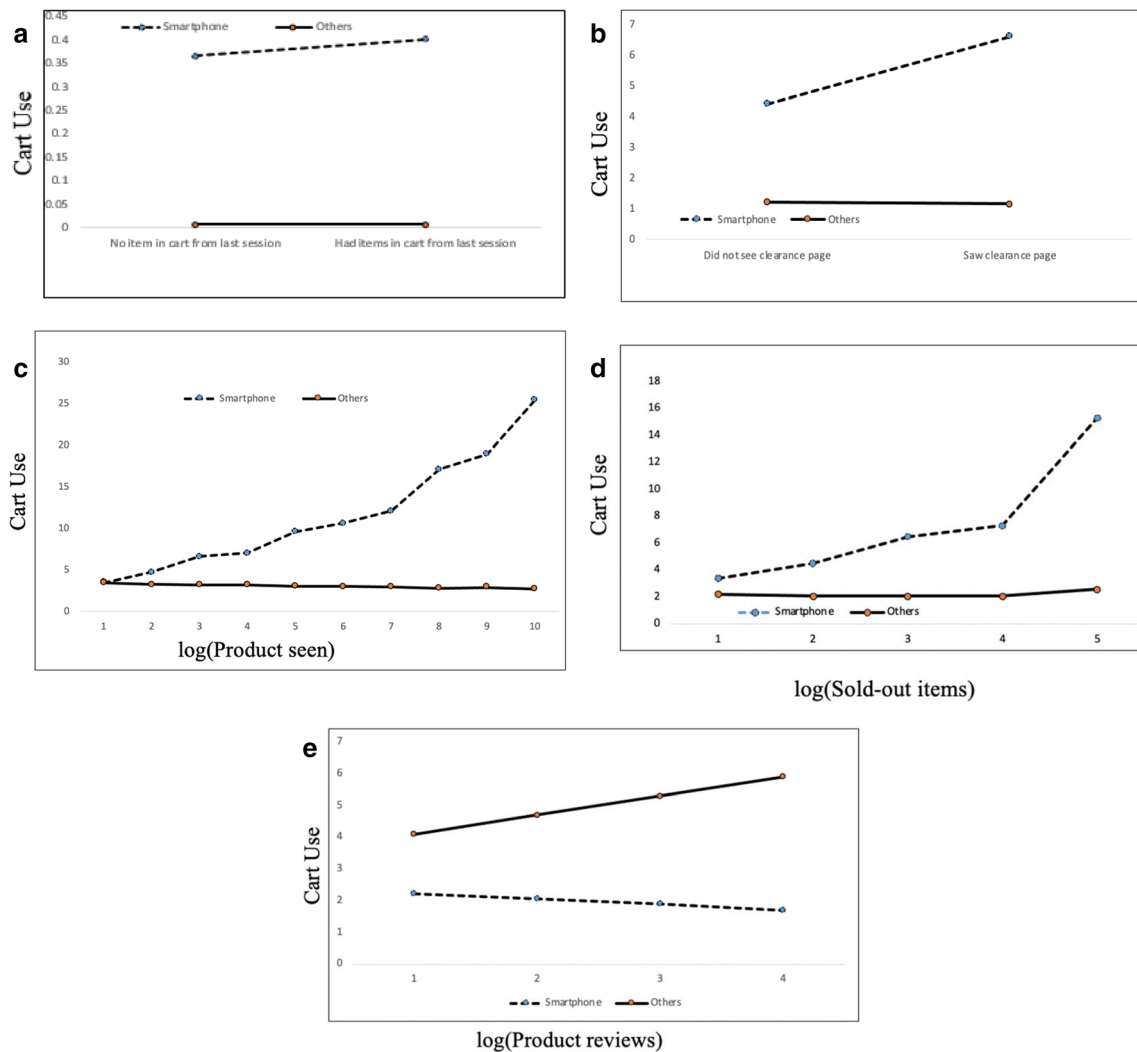 a
0.45
Smartphone Others
0.4
0.35
0.3
0.25
0.2
0.15
0.1
0.05
0
Cart Use
No item in cart from last session Had items in cart from last session
b
7
6
5
4
3
2
1
0
Cart Use
Smartphone Others
Did not see clearance page Saw clearance page
c
30
25
20
15
10
5
0
Cart Use
Smartphone Others
1 2 3 4 5 6 7 8 9 10
log(Product seen)
d
18
16
14
12
10
8
6
4
2
0
Cart Use
Smartphone Others
1 2 3 4 5
log(Sold-out items)
e
7
6
5
4
3
2
1
0
Cart Use
1 2 3 4
Smartphone Others
log(Product reviews)